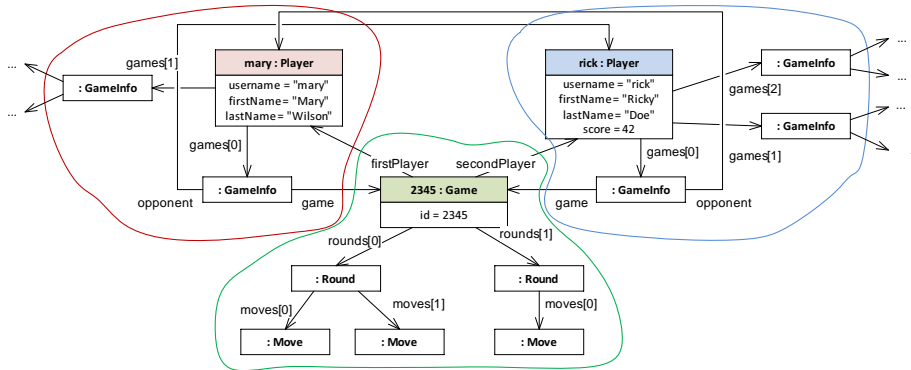 mary : Player
username = "mary"
firstName= "Mary"
lastName= "Wilson"
rick : Player
username = "rick"
firstName= "Ricky"
lastName= "Doe"
score = 42
...
games[1]
: GameInfo
...
: GameInfo
games[2]
...
...
...
: GameInfo
games[1]
games[0]
firstPlayer
secondPlayer
games[0]
: GameInfo
opponent
game
2345 : Game
id = 2345
game
: GameInfo
opponent
rounds[0]
rounds[1]
: Round
: Round
moves[0]
moves[1]
moves[0]
: Move
: Move
: Move